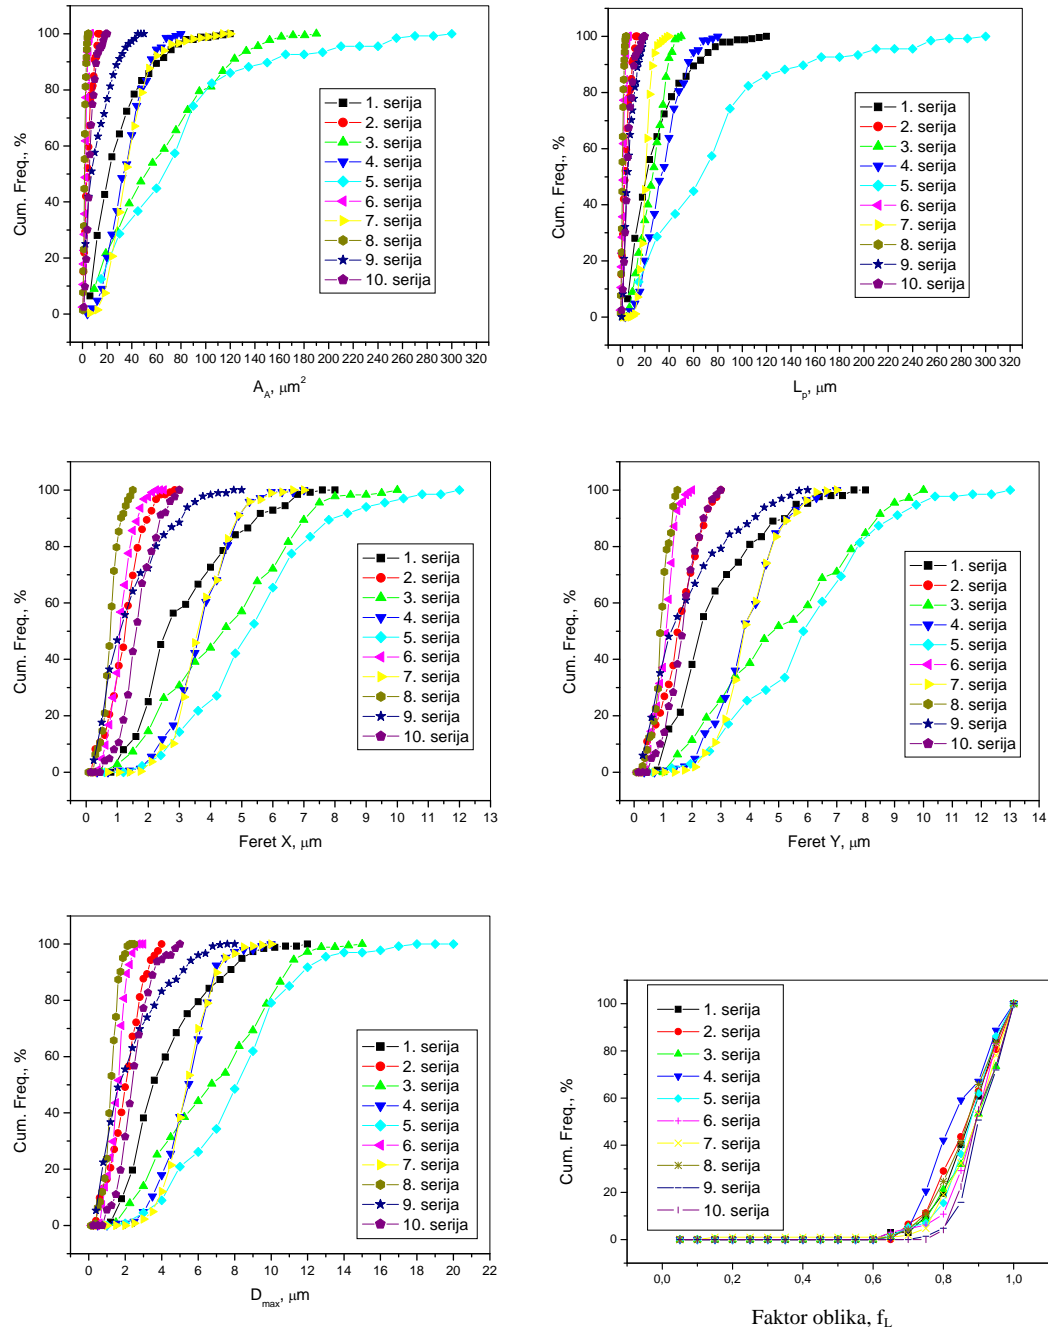 Cum. Freq., %
100
80
60
40
20
0
1. serija
2. serija
3. serija
4. serija
5. serija
6. serija
7. serija
8. serija
9. serija
10. serija
0 20 40 60 80 100 120 140 160 180 200 220 240 260 280 300 320
A_A, μm²
Cum. Freq., %
100
80
60
40
20
0
1. serija
2. serija
3. serija
4. serija
5. serija
6. serija
7. serija
8. serija
9. serija
10. serija
0 20 40 60 80 100 120 140 160 180 200 220 240 260 280 300 320
L_p, μm
Cum. Freq., %
100
80
60
40
20
0
1. serija
2. serija
3. serija
4. serija
5. serija
6. serija
7. serija
8. serija
9. serija
10. serija
0 1 2 3 4 5 6 7 8 9 10 11 12 13
Feret X, μm
Cum. Freq., %
100
80
60
40
20
0
1. serija
2. serija
3. serija
4. serija
5. serija
6. serija
7. serija
8. serija
9. serija
10. serija
0 1 2 3 4 5 6 7 8 9 10 11 12 13 14
Feret Y, μm
Cum. Freq., %
100
80
60
40
20
0
1. serija
2. serija
3. serija
4. serija
5. serija
6. serija
7. serija
8. serija
9. serija
10. serija
0 2 4 6 8 10 12 14 16 18 20 22
D_max, μm
Cum. Freq., %
100
80
60
40
20
0
1. serija
2. serija
3. serija
4. serija
5. serija
6. serija
7. serija
8. serija
9. serija
10. serija
0,0 0,2 0,4 0,6 0,8 1,0
Faktor oblika, f_L